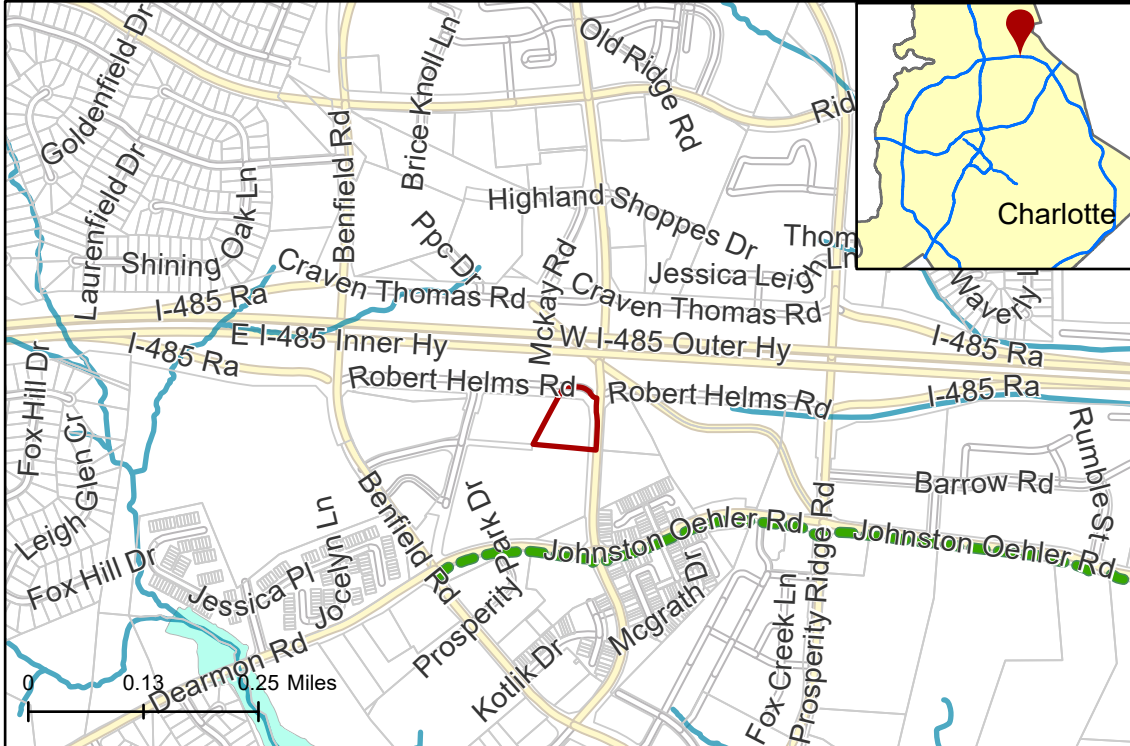 Goldenfield Dr
Brice Knoll Ln
Old Ridge Rd
Rid
Charlotte
Benfield Rd
Laurenfield Dr
Oak Ln
Shining
Highland Shoppes Dr
Ppc Dr
Mckay Rd
Thom
Jessica Leigh Ln
Waverly L
Craven Thomas Rd
Craven Thomas Rd
I-485 Ra
E I-485 Inner Hy
W I-485 Outer Hy
I-485 Ra
I-485 Ra
I-485 Ra
Robert Helms Rd
Robert Helms Rd
Fox Hill Dr
Leigh Glen Cr
Fox Hill Dr
Rumble St
Barrow Rd
Benfield Rd
Prosperity Park Dr
Johnston Oehler Rd
Johnston Oehler Rd
Jocelyn Ln
Jessica Pl
Prosperity Ridge Rd
Mcgrath Dr
Kotlik Dr
Fox Creek Ln
Dearmon Rd
0 0.13 0.25 Miles